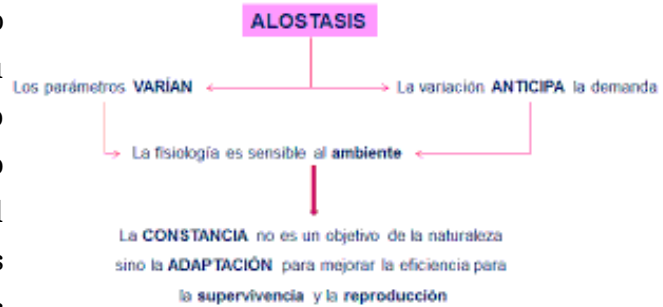 ALOSTASIS
Los parámetros VARÍAN
La variación ANTICIPA la demanda
La fisiología es sensible al ambiente
La CONSTANCIA no es un objetivo de la naturaleza
sino la ADAPTACIÓN para mejorar la eficiencia para
la supervivencia y la reproducción